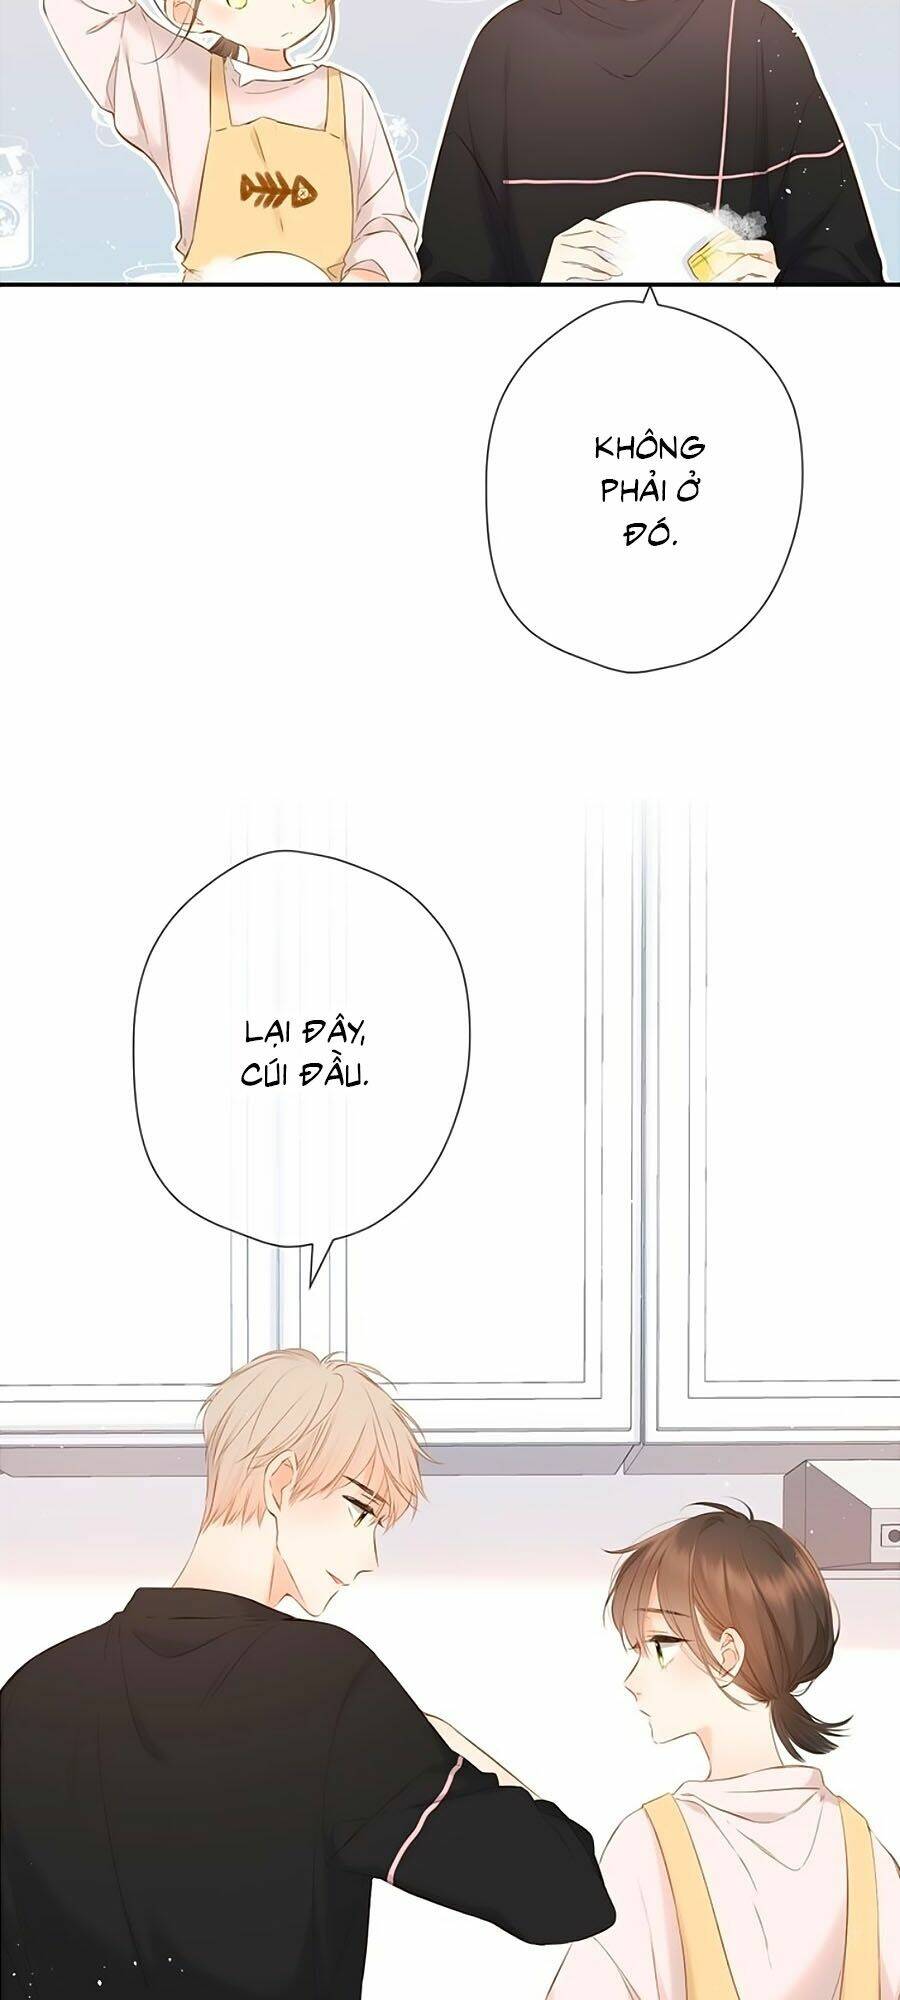 KHÔNG
PHẢI Ở
ĐÓ.
LẠI ĐÂY,
CÚI ĐẦU.